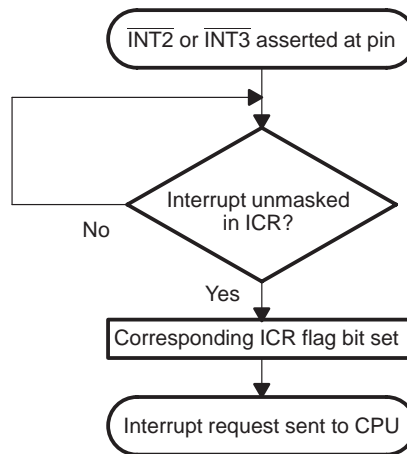 INT2 or INT3 asserted at pin
Interrupt unmasked
in ICR?
No
Yes
Corresponding ICR flag bit set
Interrupt request sent to CPU